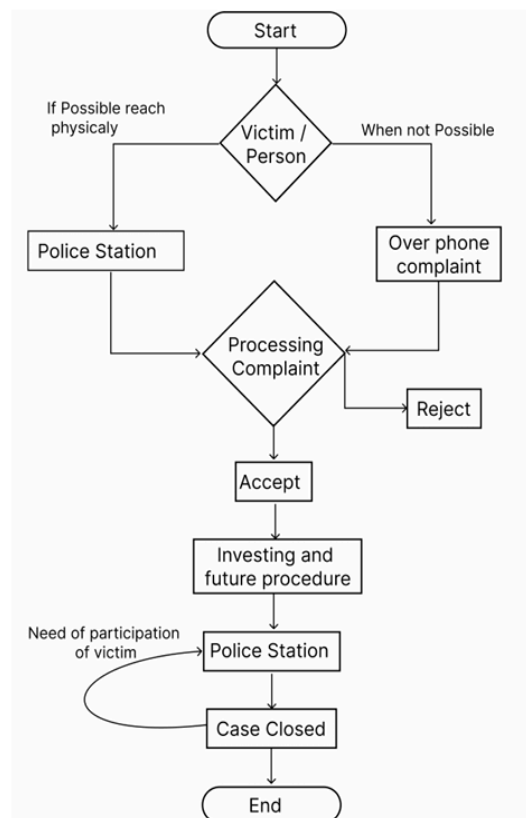 Start
If Possible reach
physicaly
Victim /
Person
When not Possible
Police Station
Over phone
complaint
Processing
Complaint
Reject
Accept
Investing and
future procedure
Need of participation
of victim
Police Station
Case Closed
End